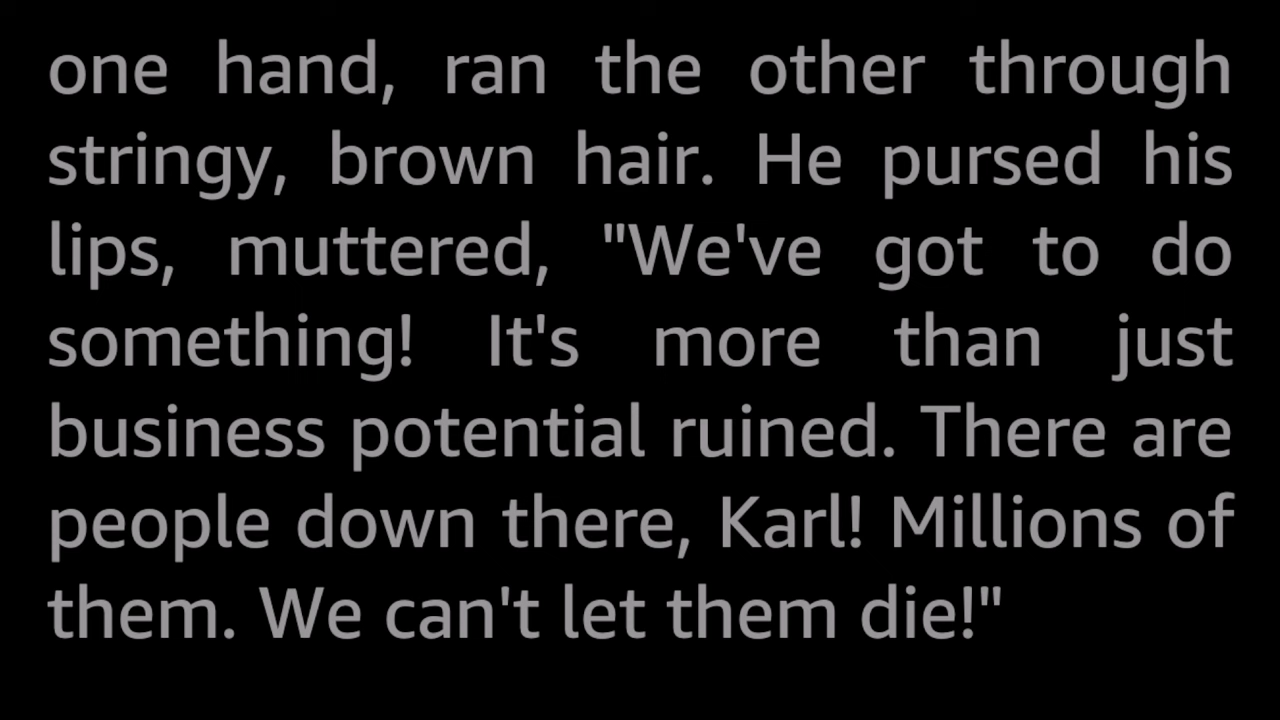 one hand, ran the other through
stringy, brown hair. He pursed his
lips, muttered, "We've got to do
something! It's more than just
business potential ruined. There are
people down there, Karl! Millions of
them. We can't let them die!"